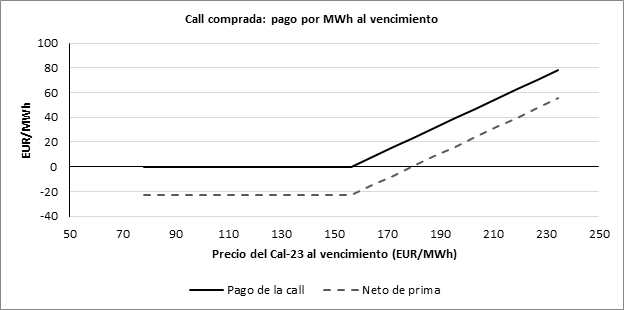 Call comprada: pago por MWh al vencimiento
EUR/MWh
100
80
60
40
20
0
-20
-40
50 70 90 110 130 150 170 190 210 230 250
Precio del Cal-23 al vencimiento (EUR/MWh)
Pago de la call Neto de prima